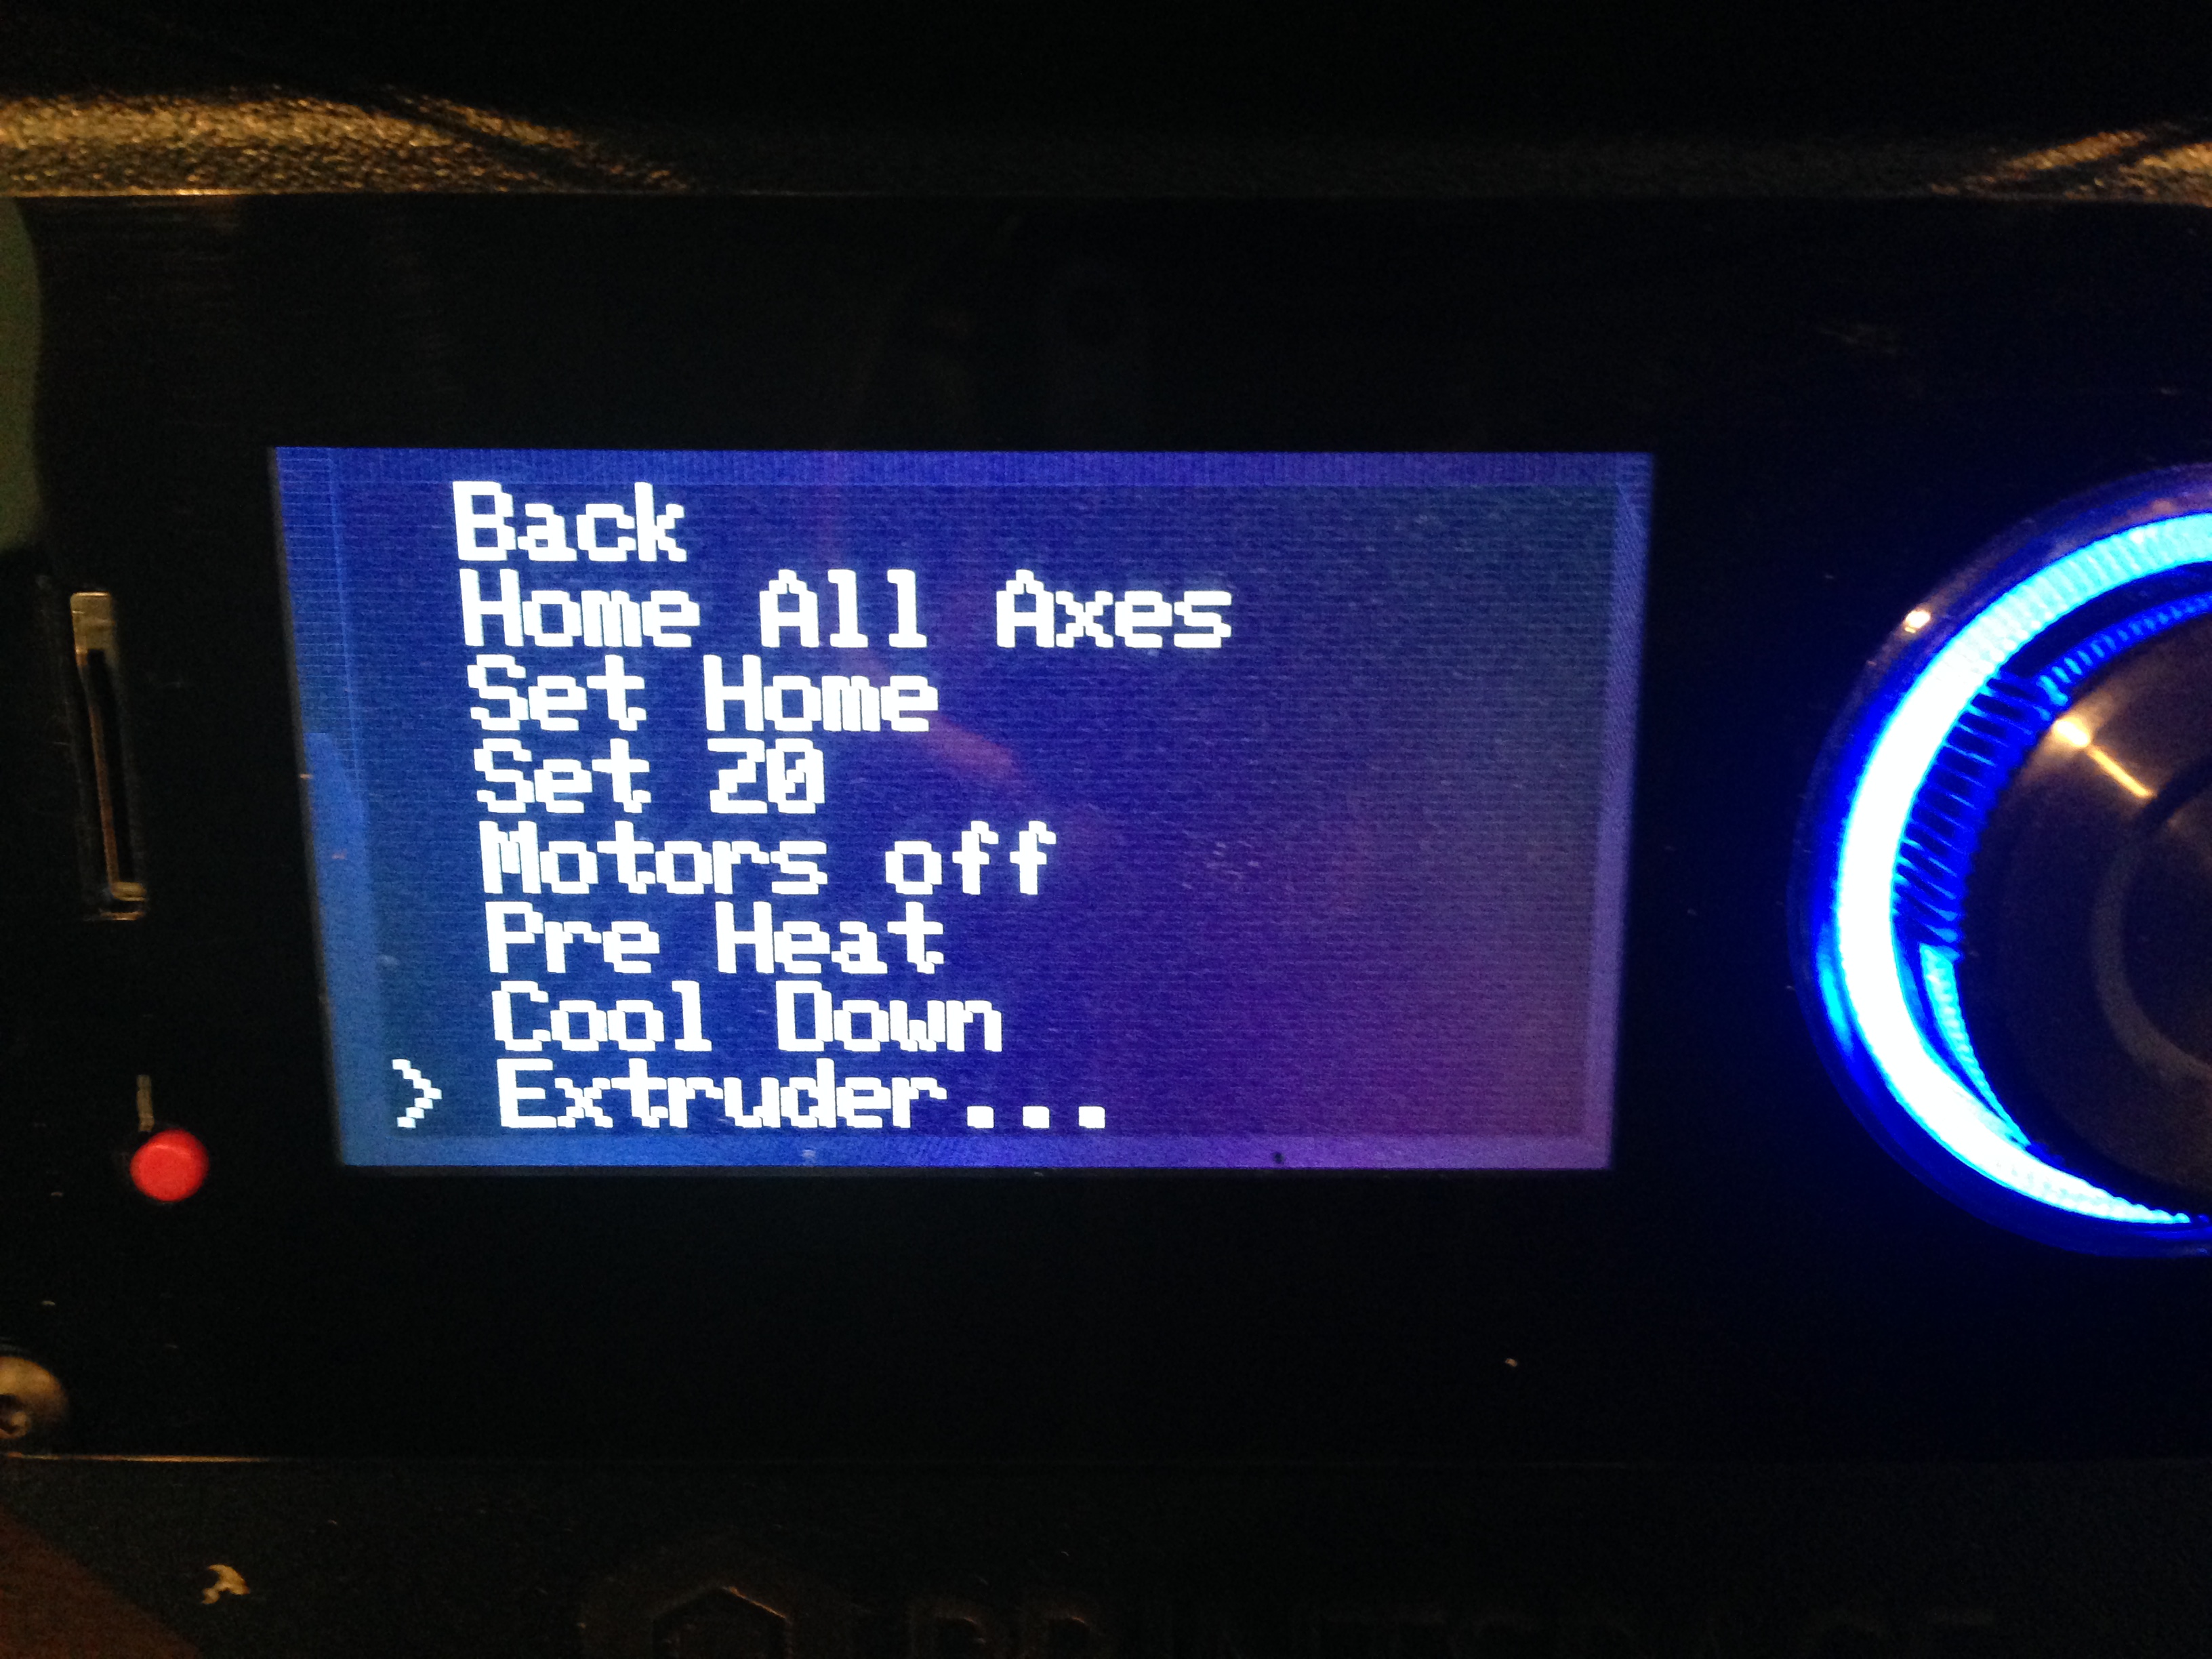 Back
Home All Axes
Set Home
Set Z0
Motors off
Pre Heat
Cool Down
> Extruder...